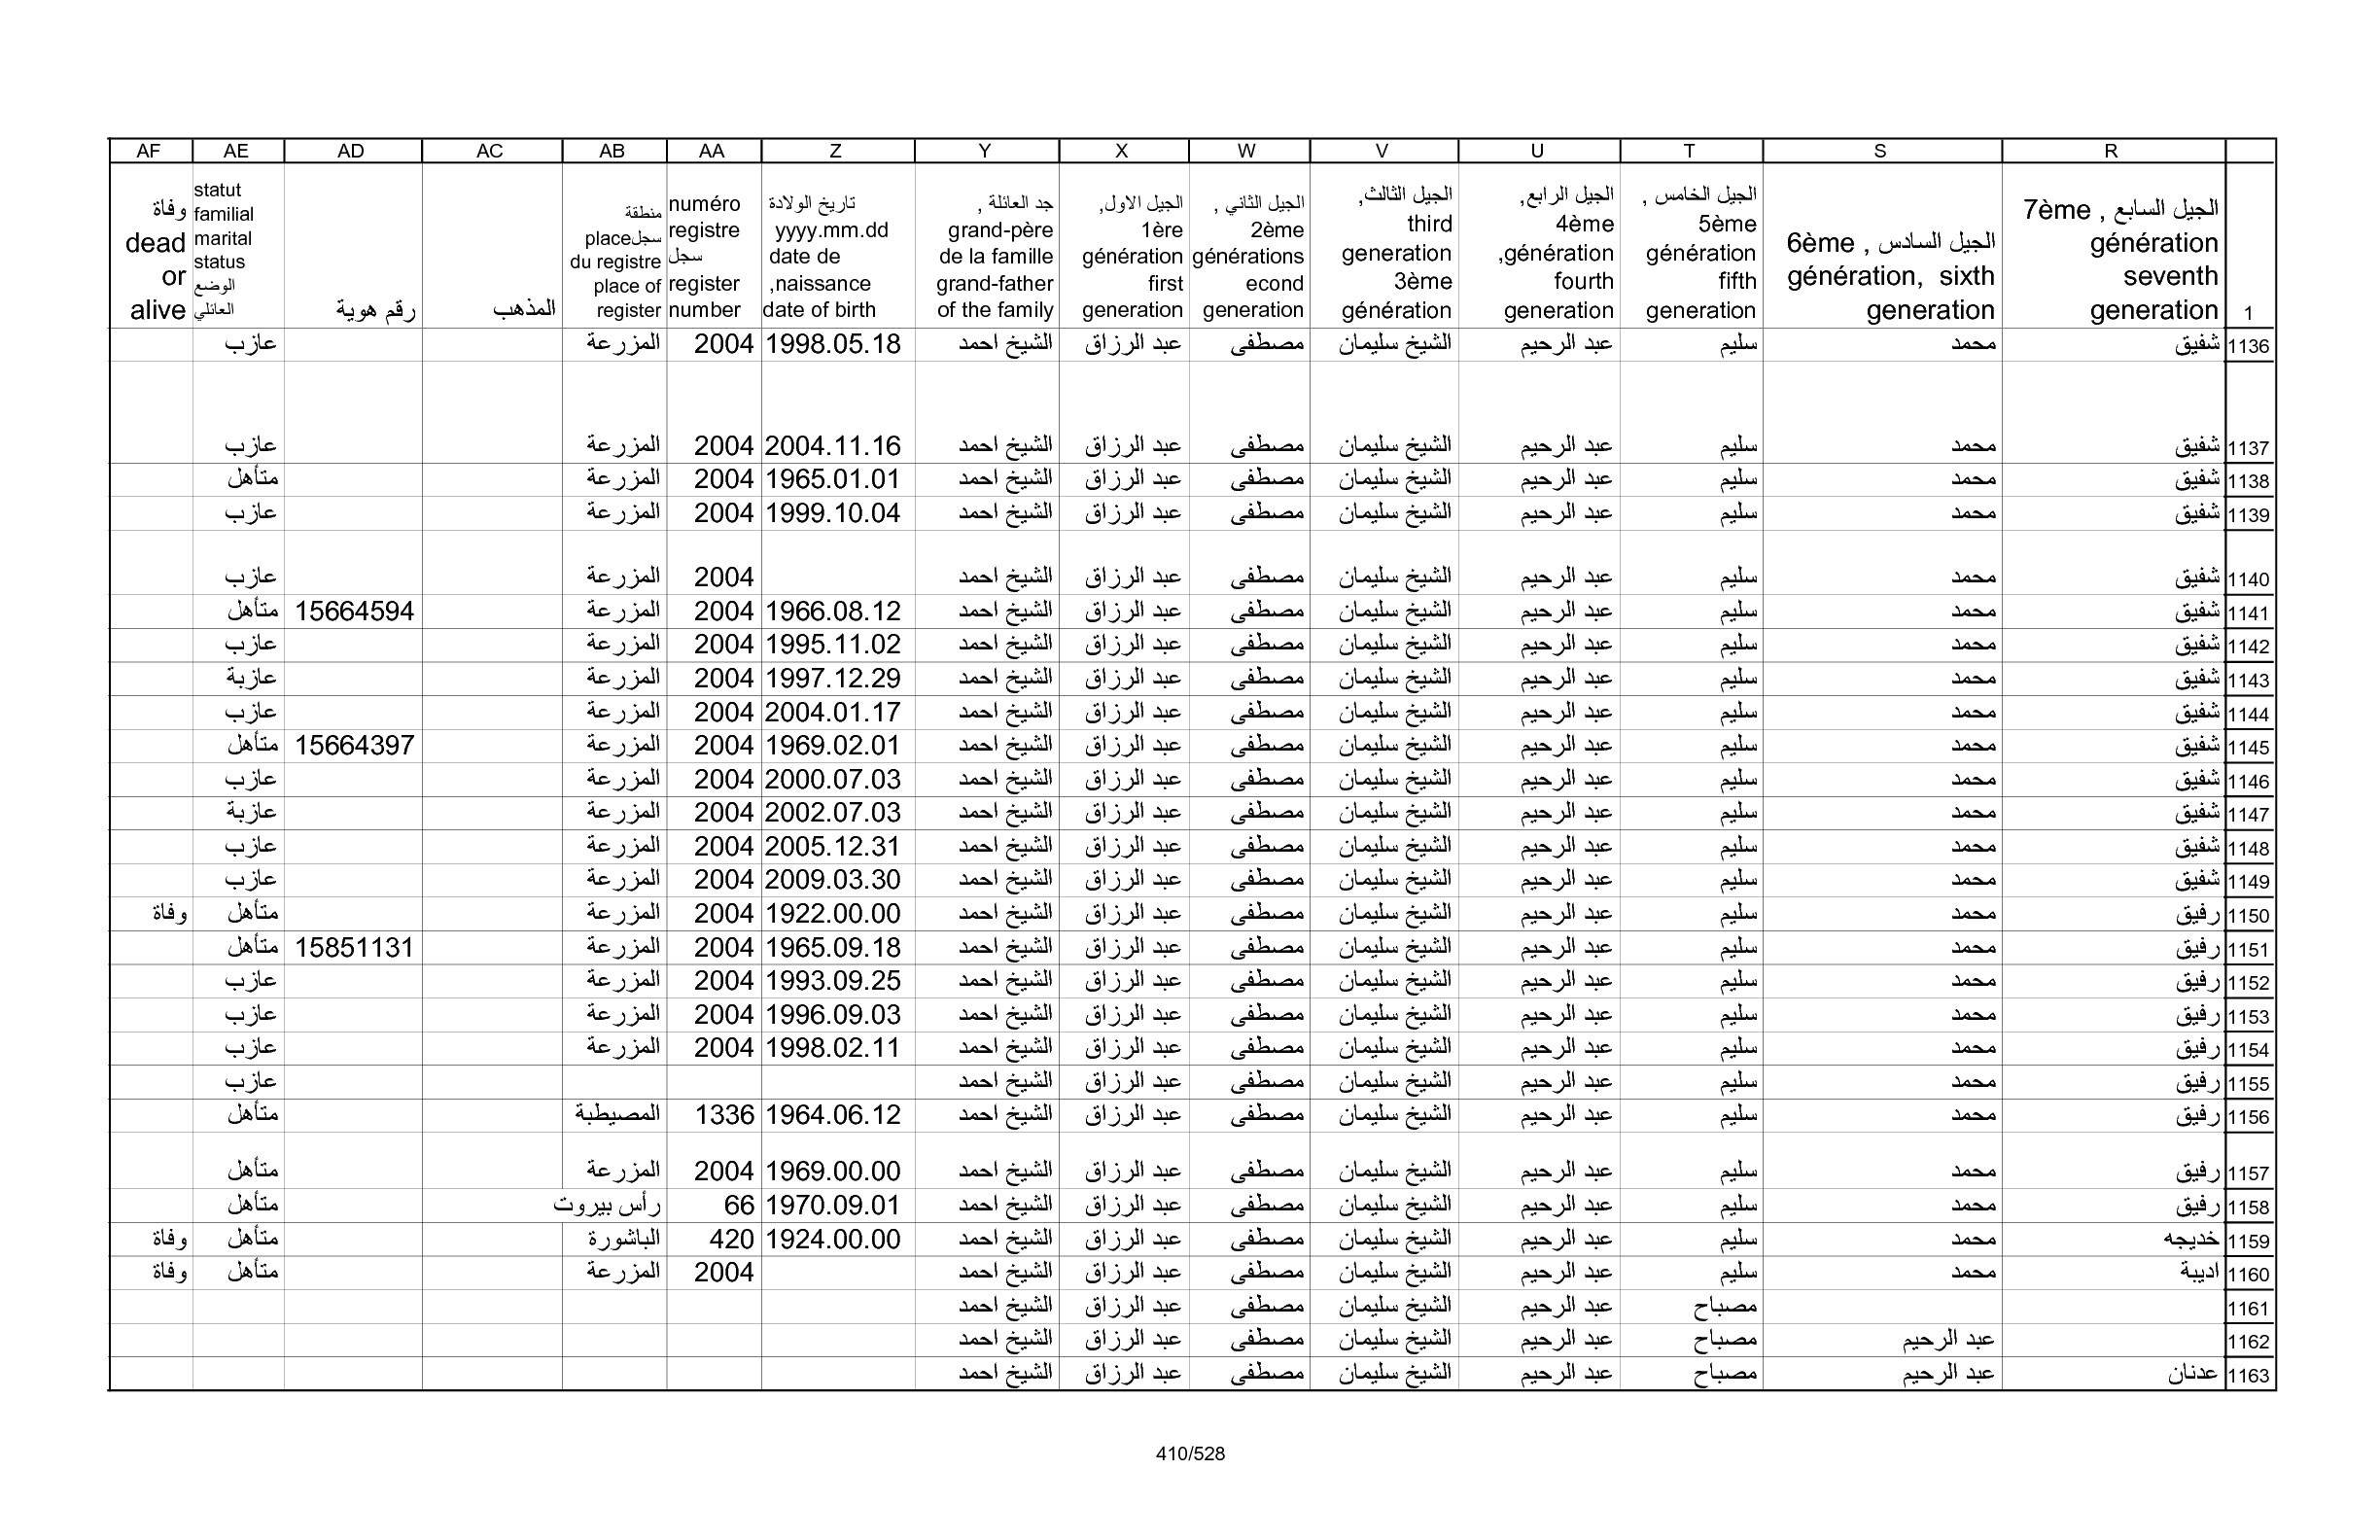 AF AE AD AC AB AA Z Y X W V U T S R
وفاة dead or alive
statut familial marital status الوضع العائلي
رقم هوية
المذهب
منطقة سجل place du registre place of register
numéro registre سجل register number
تاريخ الولادة yyyy.mm.dd date de naissance, date of birth
جد العائلة , grand-père de la famille grand-father of the family
الجيل الاول, 1ère génération first generation
الجيل الثاني , 2ème générations econd generation
الجيل الثالث, third generation 3ème génération
الجيل الرابع, 4ème génération, fourth generation
الجيل الخامس , 5ème génération fifth generation
الجيل السادس , 6ème génération, sixth generation
الجيل السابع , 7ème génération seventh generation
1
1136 شفيق محمد سليم عبد الرحيم الشيخ سليمان مصطفى عبد الرزاق الشيخ احمد 1998.05.18 2004 المزرعة عازب
1137 شفيق محمد سليم عبد الرحيم الشيخ سليمان مصطفى عبد الرزاق الشيخ احمد 2004.11.16 2004 المزرعة عازب
1138 شفيق محمد سليم عبد الرحيم الشيخ سليمان مصطفى عبد الرزاق الشيخ احمد 1965.01.01 2004 المزرعة متأهل
1139 شفيق محمد سليم عبد الرحيم الشيخ سليمان مصطفى عبد الرزاق الشيخ احمد 1999.10.04 2004 المزرعة عازب
1140 شفيق محمد سليم عبد الرحيم الشيخ سليمان مصطفى عبد الرزاق الشيخ احمد 2004 المزرعة عازب
1141 شفيق محمد سليم عبد الرحيم الشيخ سليمان مصطفى عبد الرزاق الشيخ احمد 1966.08.12 2004 المزرعة 15664594 متأهل
1142 شفيق محمد سليم عبد الرحيم الشيخ سليمان مصطفى عبد الرزاق الشيخ احمد 1995.11.02 2004 المزرعة عازب
1143 شفيق محمد سليم عبد الرحيم الشيخ سليمان مصطفى عبد الرزاق الشيخ احمد 1997.12.29 2004 المزرعة عازبة
1144 شفيق محمد سليم عبد الرحيم الشيخ سليمان مصطفى عبد الرزاق الشيخ احمد 2004.01.17 2004 المزرعة عازب
1145 شفيق محمد سليم عبد الرحيم الشيخ سليمان مصطفى عبد الرزاق الشيخ احمد 1969.02.01 2004 المزرعة 15664397 متأهل
1146 شفيق محمد سليم عبد الرحيم الشيخ سليمان مصطفى عبد الرزاق الشيخ احمد 2000.07.03 2004 المزرعة عازب
1147 شفيق محمد سليم عبد الرحيم الشيخ سليمان مصطفى عبد الرزاق الشيخ احمد 2002.07.03 2004 المزرعة عازبة
1148 شفيق محمد سليم عبد الرحيم الشيخ سليمان مصطفى عبد الرزاق الشيخ احمد 2005.12.31 2004 المزرعة عازب
1149 شفيق محمد سليم عبد الرحيم الشيخ سليمان مصطفى عبد الرزاق الشيخ احمد 2009.03.30 2004 المزرعة عازب
1150 رفيق محمد سليم عبد الرحيم الشيخ سليمان مصطفى عبد الرزاق الشيخ احمد 1922.00.00 2004 المزرعة متأهل وفاة
1151 رفيق محمد سليم عبد الرحيم الشيخ سليمان مصطفى عبد الرزاق الشيخ احمد 1965.09.18 2004 المزرعة 15851131 متأهل
1152 رفيق محمد سليم عبد الرحيم الشيخ سليمان مصطفى عبد الرزاق الشيخ احمد 1993.09.25 2004 المزرعة عازب
1153 رفيق محمد سليم عبد الرحيم الشيخ سليمان مصطفى عبد الرزاق الشيخ احمد 1996.09.03 2004 المزرعة عازب
1154 رفيق محمد سليم عبد الرحيم الشيخ سليمان مصطفى عبد الرزاق الشيخ احمد 1998.02.11 2004 المزرعة عازب
1155 رفيق محمد سليم عبد الرحيم الشيخ سليمان مصطفى عبد الرزاق الشيخ احمد عازب
1156 رفيق محمد سليم عبد الرحيم الشيخ سليمان مصطفى عبد الرزاق الشيخ احمد 1964.06.12 1336 المصيطبة متأهل
1157 رفيق محمد سليم عبد الرحيم الشيخ سليمان مصطفى عبد الرزاق الشيخ احمد 1969.00.00 2004 المزرعة متأهل
1158 رفيق محمد سليم عبد الرحيم الشيخ سليمان مصطفى عبد الرزاق الشيخ احمد 1970.09.01 66 رأس بيروت متأهل
1159 خديجه محمد سليم عبد الرحيم الشيخ سليمان مصطفى عبد الرزاق الشيخ احمد 1924.00.00 420 الباشورة متأهل وفاة
1160 اديبة محمد سليم عبد الرحيم الشيخ سليمان مصطفى عبد الرزاق الشيخ احمد 2004 المزرعة متأهل وفاة
1161 مصباح عبد الرحيم الشيخ سليمان مصطفى عبد الرزاق الشيخ احمد
1162 عبد الرحيم مصباح عبد الرحيم الشيخ سليمان مصطفى عبد الرزاق الشيخ احمد
1163 عدنان عبد الرحيم مصباح عبد الرحيم الشيخ سليمان مصطفى عبد الرزاق الشيخ احمد
410/528